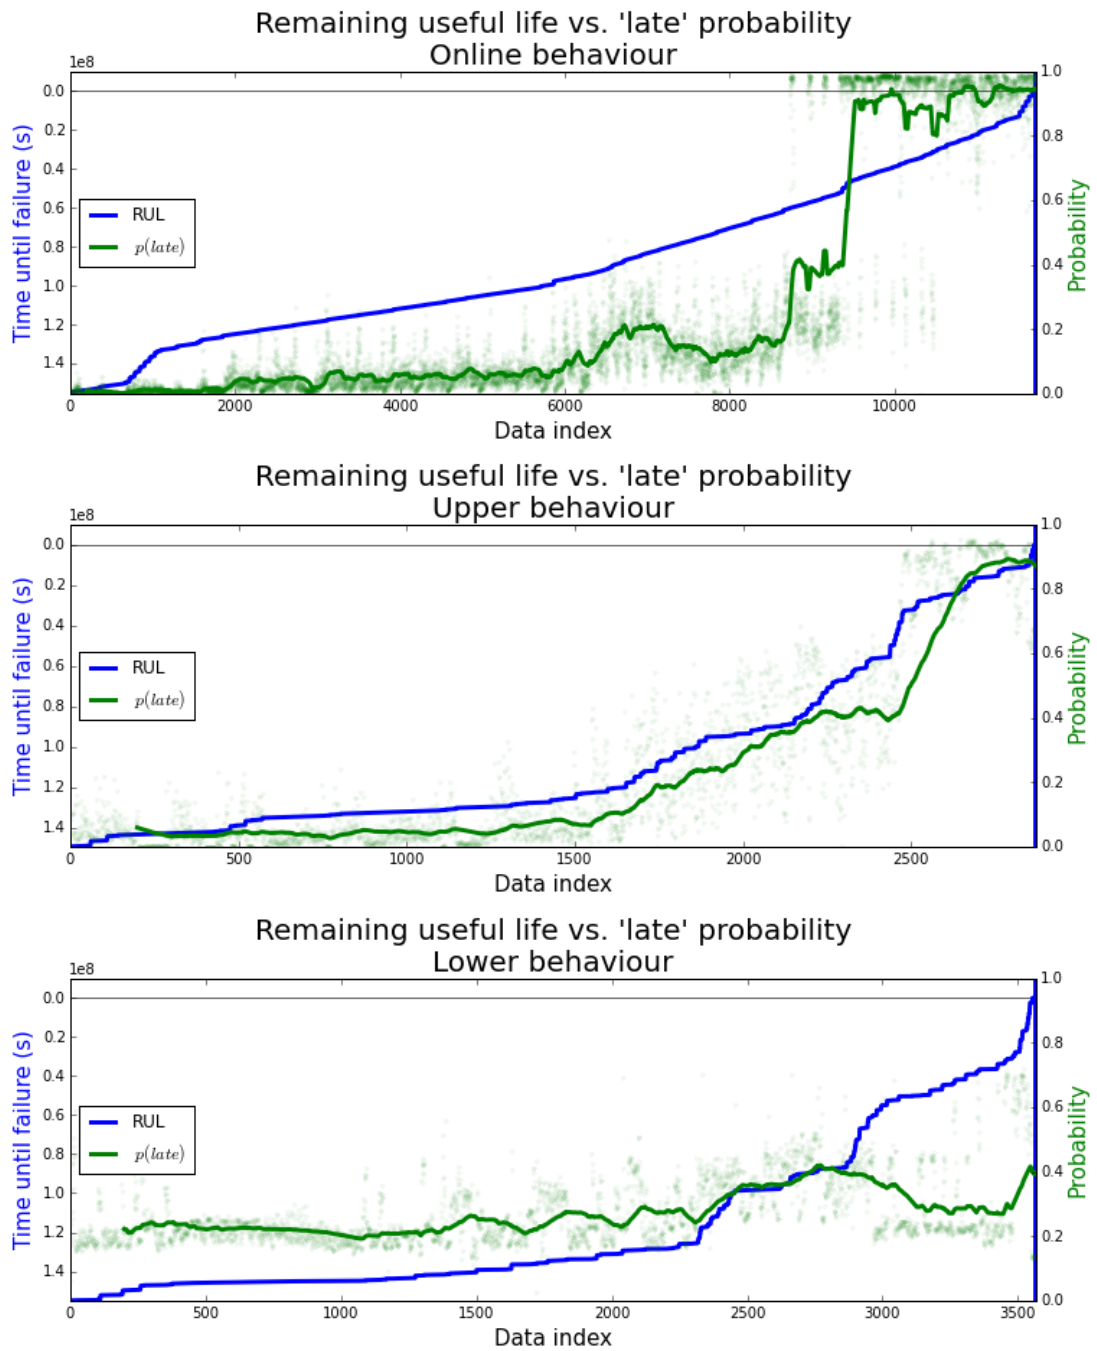 Remaining useful life vs. 'late' probability
Online behaviour
1e8
0.0
0.2
0.4
0.6
0.8
1.0
1.2
1.4
Time until failure (s)
RUL
p(late)
1.0
0.8
0.6
0.4
0.2
0.0
Probability
0 2000 4000 6000 8000 10000
Data index
Remaining useful life vs. 'late' probability
Upper behaviour
1e8
0.0
0.2
0.4
0.6
0.8
1.0
1.2
1.4
Time until failure (s)
RUL
p(late)
1.0
0.8
0.6
0.4
0.2
0.0
Probability
0 500 1000 1500 2000 2500
Data index
Remaining useful life vs. 'late' probability
Lower behaviour
1e8
0.0
0.2
0.4
0.6
0.8
1.0
1.2
1.4
Time until failure (s)
RUL
p(late)
1.0
0.8
0.6
0.4
0.2
0.0
Probability
0 500 1000 1500 2000 2500 3000 3500
Data index